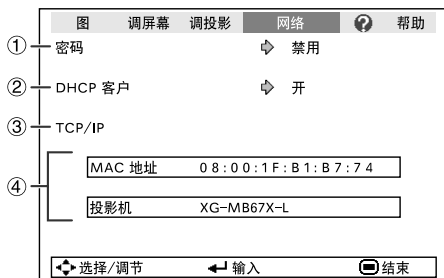 图 调屏幕 调投影 网络 ? 帮助
① 密码 禁用
② DHCP 客户 开
③ TCP/IP
④
MAC 地址 08:00:1F:B1:B7:74
投影机 XG-MB67X-L
选择/调节 输入 结束